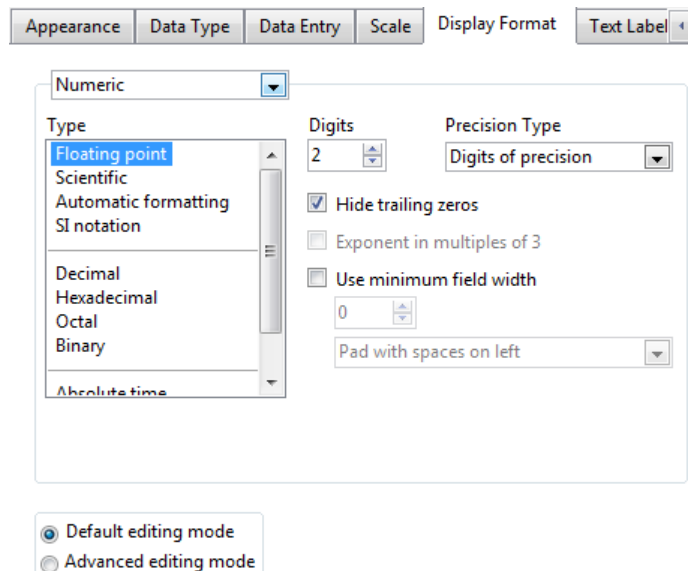 Appearance Data Type Data Entry Scale Display Format Text Label
Numeric
Type Digits Precision Type
Floating point 2 Digits of precision
Scientific
Automatic formatting Hide trailing zeros
SI notation
Exponent in multiples of 3
Decimal Use minimum field width
Hexadecimal
Octal 0
Binary Pad with spaces on left
Absolute time
Default editing mode
Advanced editing mode